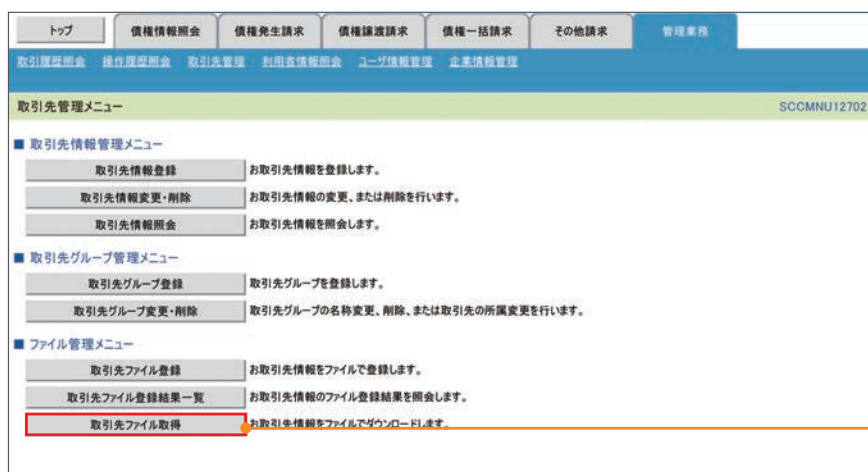 トップ 債権情報照会 債権発生請求 債権譲渡請求 債権一括請求 その他請求 管理業務
取引履歴照会 操作履歴照会 取引先管理 利用者情報照会 ユーザ情報管理 企業情報管理
取引先管理メニュー SCCMNU12702
■ 取引先情報管理メニュー
取引先情報登録 お取引先情報を登録します。
取引先情報変更・削除 お取引先情報の変更、または削除を行います。
取引先情報照会 お取引先情報を照会します。
■ 取引先グループ管理メニュー
取引先グループ登録 取引先グループを登録します。
取引先グループ変更・削除 取引先グループの名称変更、削除、または取引先の所属変更を行います。
■ ファイル管理メニュー
取引先ファイル登録 お取引先情報をファイルで登録します。
取引先ファイル登録結果一覧 お取引先情報のファイル登録結果を照会します。
取引先ファイル取得 お取引先情報をファイルでダウンロードします。